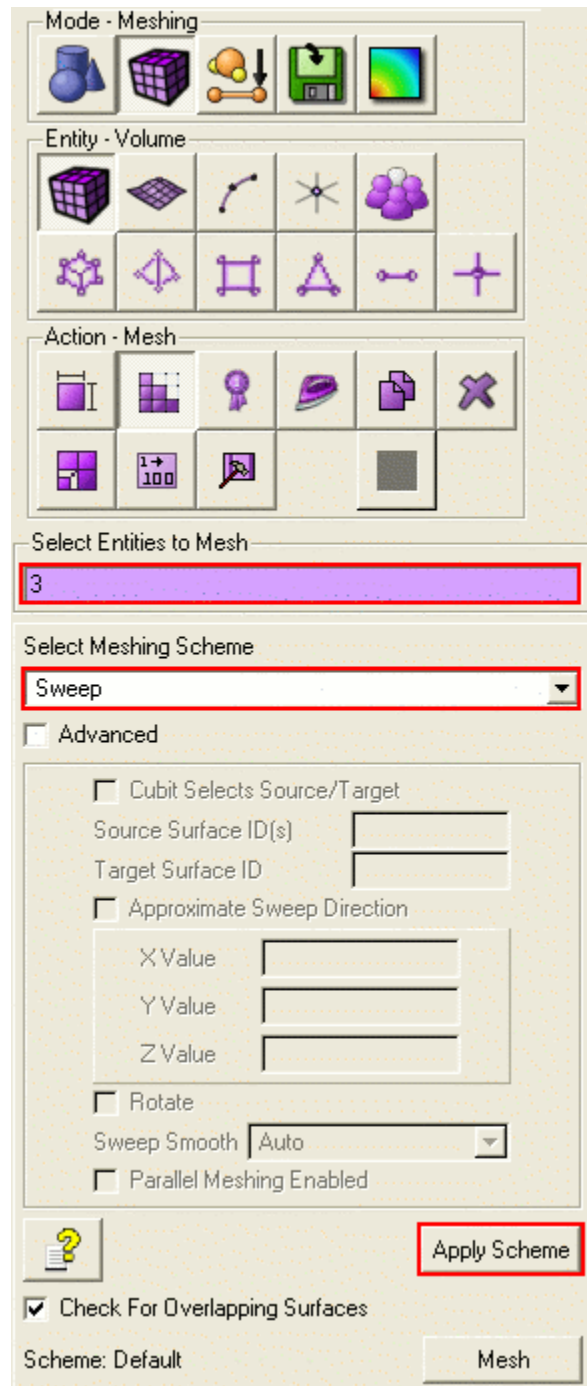 Mode - Meshing
Entity - Volume
Action - Mesh
1
1→
100
Select Entities to Mesh
3
Select Meshing Scheme
Sweep
Advanced
Cubit Selects Source/Target
Source Surface ID(s)
Target Surface ID
Approximate Sweep Direction
X Value
Y Value
Z Value
Rotate
Sweep Smooth Auto
Parallel Meshing Enabled
?
Apply Scheme
Check For Overlapping Surfaces
Scheme: Default Mesh